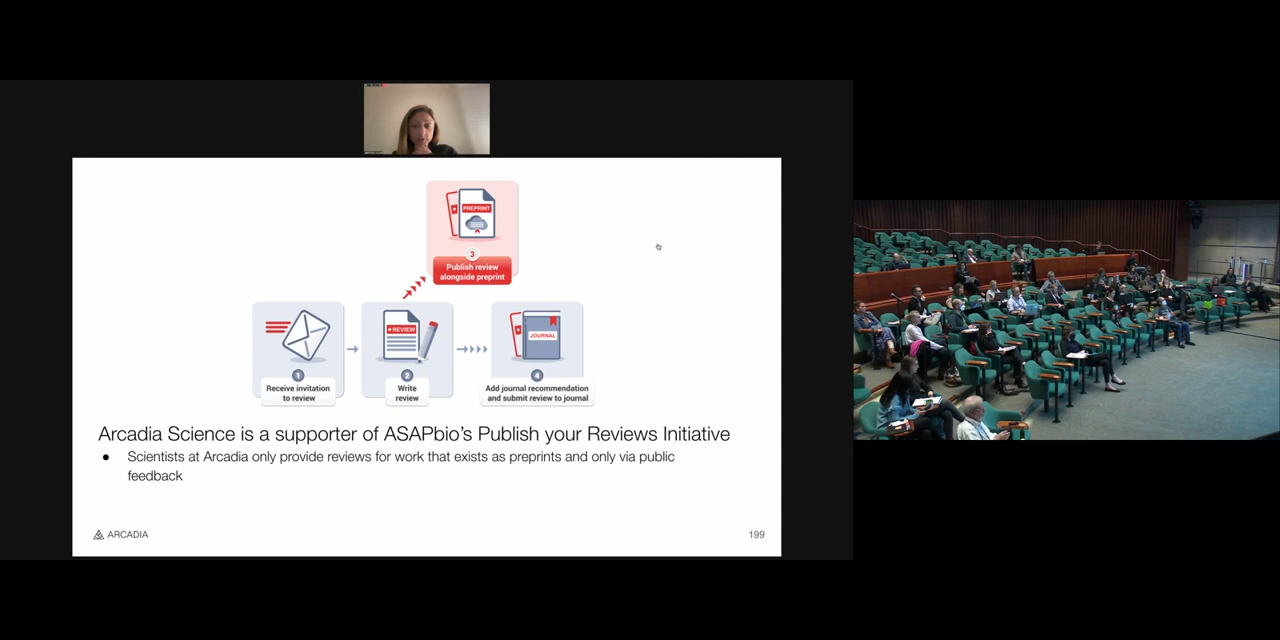 PREPRINT
3
Publish review
alongside preprint
REVIEW
JOURNAL
1
Receive invitation
to review
2
Write
review
4
Add journal recommendation
and submit review to journal
Arcadia Science is a supporter of ASAPbio's Publish your Reviews Initiative
● Scientists at Arcadia only provide reviews for work that exists as preprints and only via public
feedback
ARCADIA
199